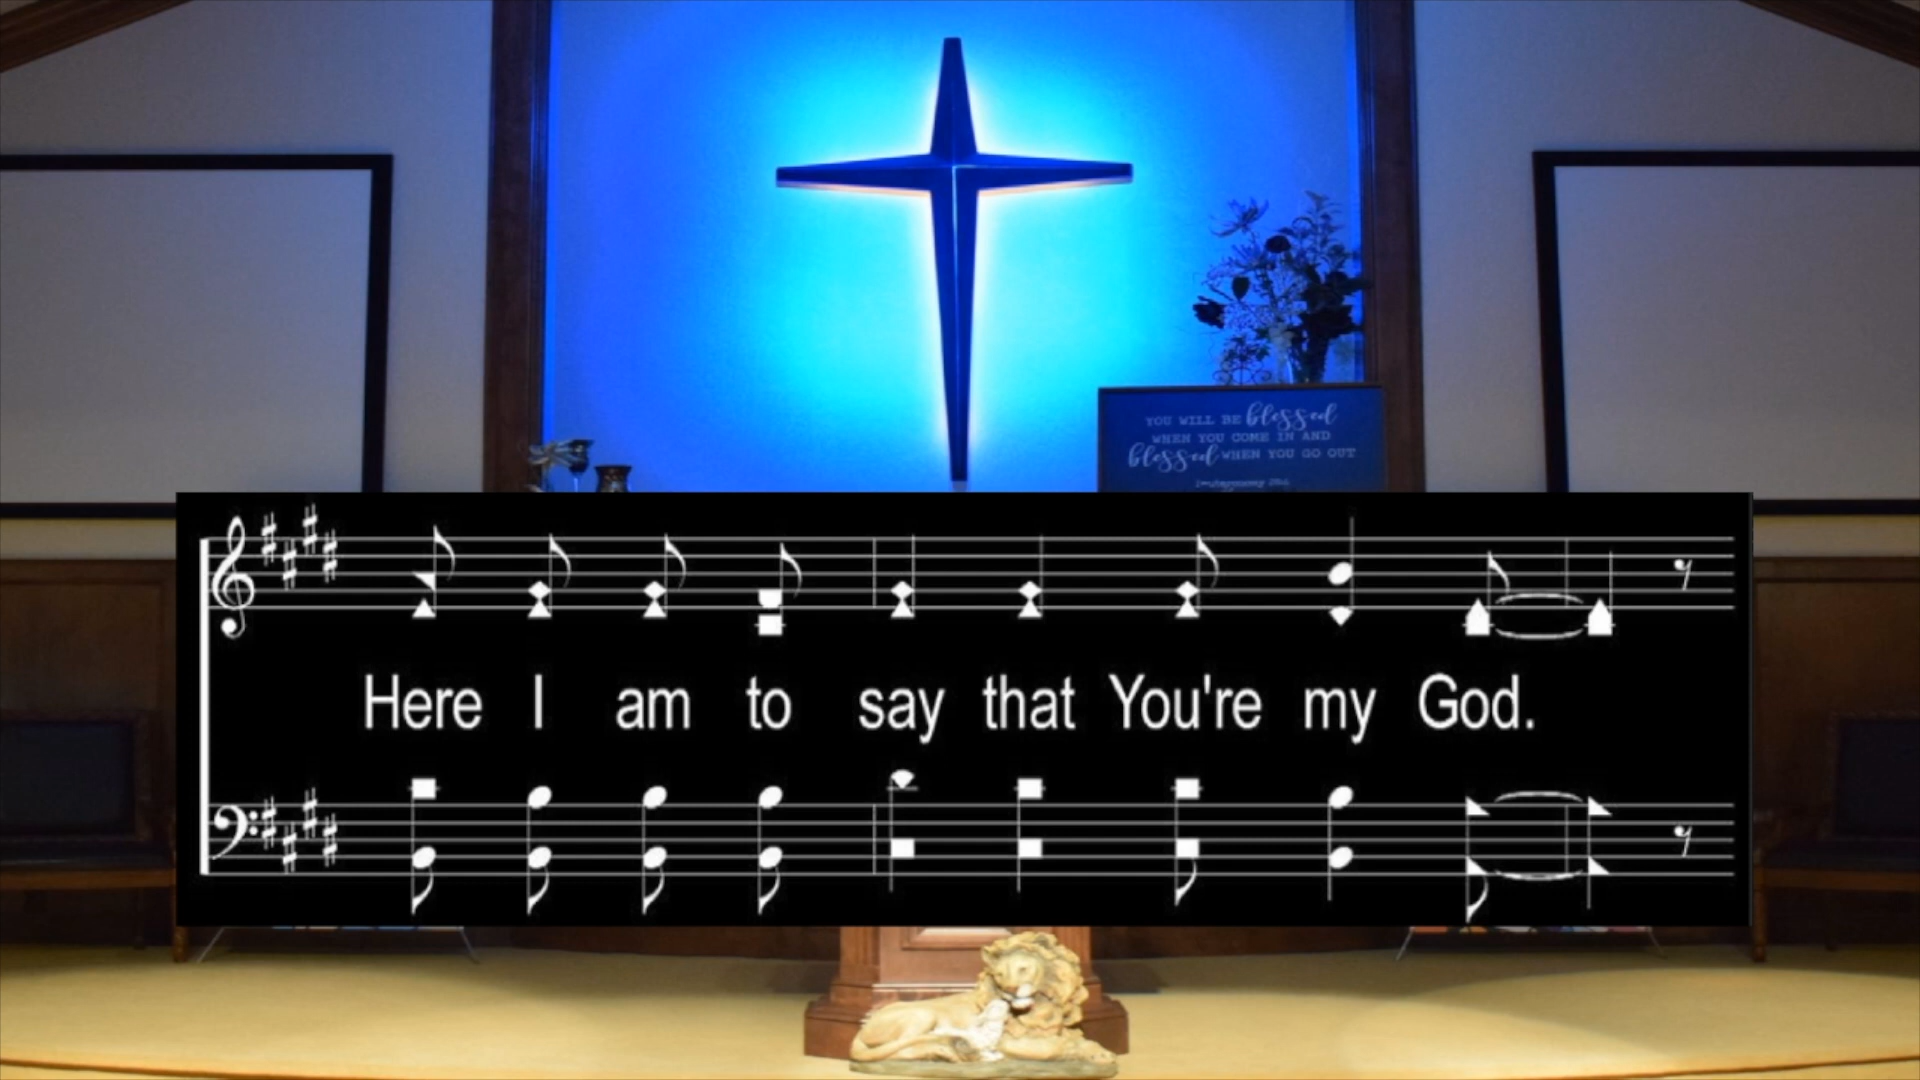 YOU WILL BE blessed
WHEN YOU COME IN AND
blessed WHEN YOU GO OUT
Here I am to say that You're my God.